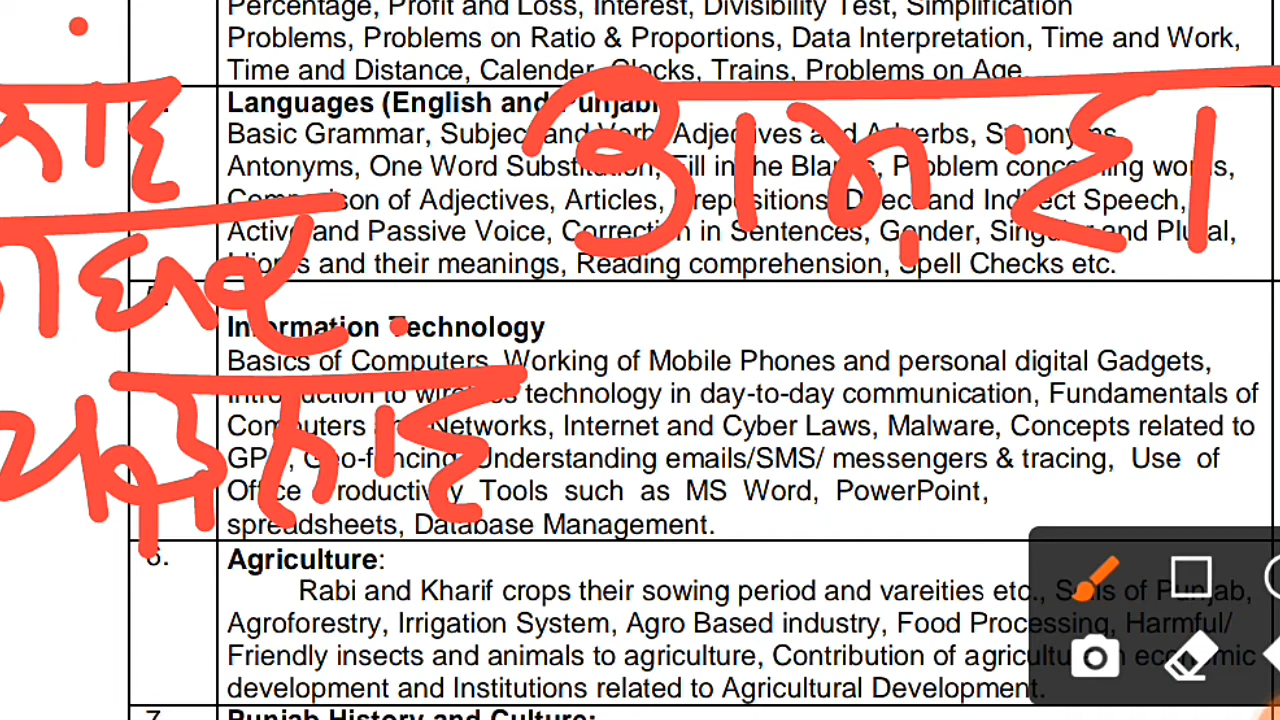 Percentage, Profit and Loss, Interest, Divisibility Test, Simplification
Problems, Problems on Ratio & Proportions, Data Interpretation, Time and Work,
Time and Distance, Calender, Clocks, Trains, Problems on Age.
Languages (English and Punjabi
Basic Grammar, Subject and Verb, Adjectives and Adverbs, Synonyms
Antonyms, One Word Substitution, Fill in the Blanks, Problem concerning words,
Comparison of Adjectives, Articles, Prepositions, Direct and Indirect Speech,
Active and Passive Voice, Correction in Sentences, Gender, Singular and Plural,
Idioms and their meanings, Reading comprehension, Spell Checks etc.
5.
Information Technology
Basics of Computers, Working of Mobile Phones and personal digital Gadgets,
Introduction to wireless technology in day-to-day communication, Fundamentals of
Computers and Networks, Internet and Cyber Laws, Malware, Concepts related to
GPS, Geo-fencing, Understanding emails/SMS/ messengers & tracing, Use of
Office Productivity Tools such as MS Word, PowerPoint,
spreadsheets, Database Management.
6. Agriculture:
Rabi and Kharif crops their sowing period and vareities etc., Soils of Punjab,
Agroforestry, Irrigation System, Agro Based industry, Food Processing, Harmful/
Friendly insects and animals to agriculture, Contribution of agriculture in economic
development and Institutions related to Agricultural Development.
7. Punjab History and Culture: